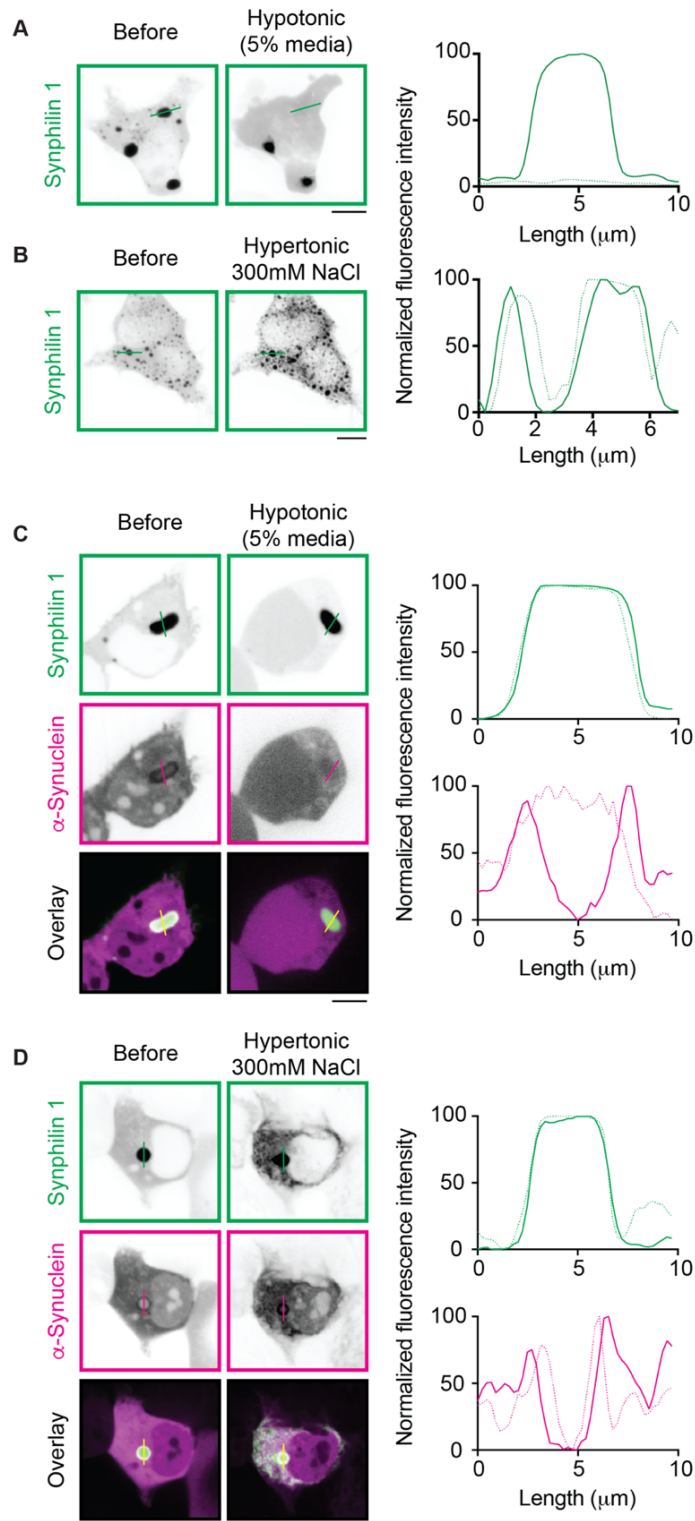 A
Before
Hypotonic
(5% media)
Synphilin 1
Normalized fluorescence intensity
100
50
0
0
5
10
Length (μm)
B
Before
Hypertonic
300mM NaCl
Synphilin 1
100
50
0
0
2
4
6
Length (μm)
C
Before
Hypotonic
(5% media)
Synphilin 1
α-Synuclein
Overlay
Normalized fluorescence intensity
100
50
0
0
5
10
100
50
0
0
5
10
Length (μm)
D
Before
Hypertonic
300mM NaCl
Synphilin 1
α-Synuclein
Overlay
Normalized fluorescence intensity
100
50
0
0
5
10
100
50
0
0
5
10
Length (μm)